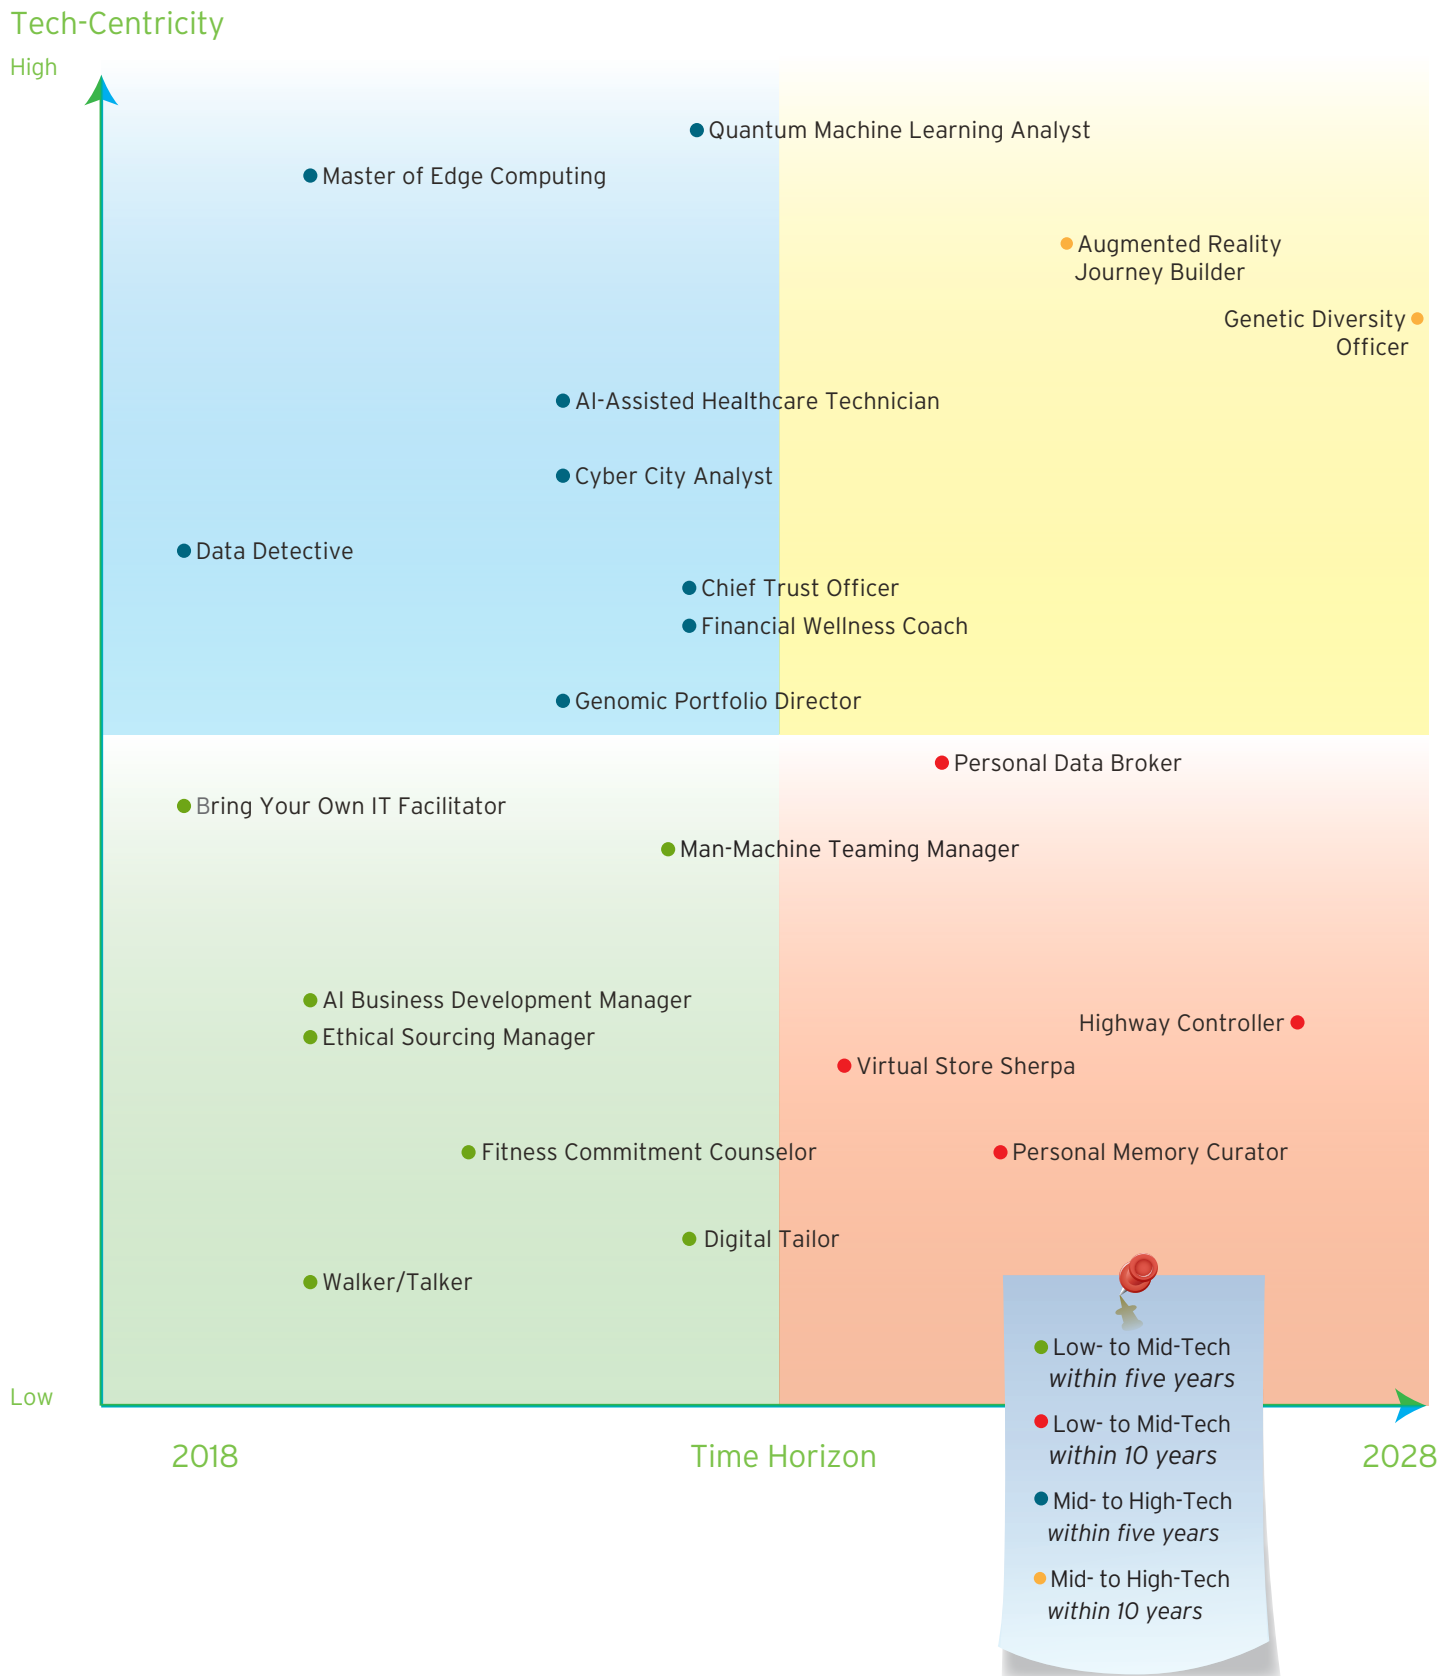 Tech-Centricity
High
Quantum Machine Learning Analyst
Master of Edge Computing
Augmented Reality
Journey Builder
Genetic Diversity
Officer
AI-Assisted Healthcare Technician
Cyber City Analyst
Data Detective
Chief Trust Officer
Financial Wellness Coach
Genomic Portfolio Director
Personal Data Broker
Bring Your Own IT Facilitator
Man-Machine Teaming Manager
AI Business Development Manager
Highway Controller
Ethical Sourcing Manager
Virtual Store Sherpa
Fitness Commitment Counselor
Personal Memory Curator
Digital Tailor
Walker/Talker
Low
2018
Time Horizon
2028
Low- to Mid-Tech
within five years
Low- to Mid-Tech
within 10 years
Mid- to High-Tech
within five years
Mid- to High-Tech
within 10 years